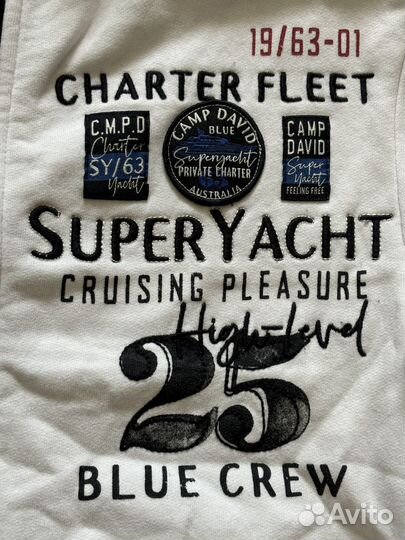 19/63-01
CHARTER FLEET
C.M.P.D
Charter
SY/63
Yacht
CAMP DAVID
BLUE
Superyacht
PRIVATE CHARTER
AUSTRALIA
CAMP
DAVID
Super
Yacht
FEELING FREE
SUPERYACHT
CRUISING PLEASURE
High-level
25
BLUE CREW
Avito